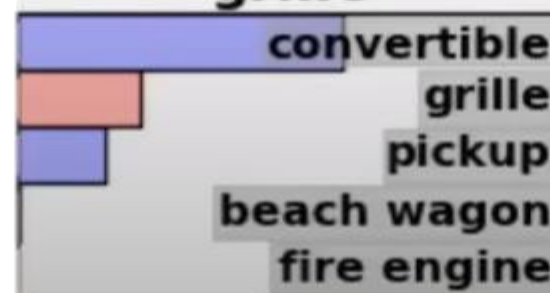 convertible
grille
pickup
beach wagon
fire engine